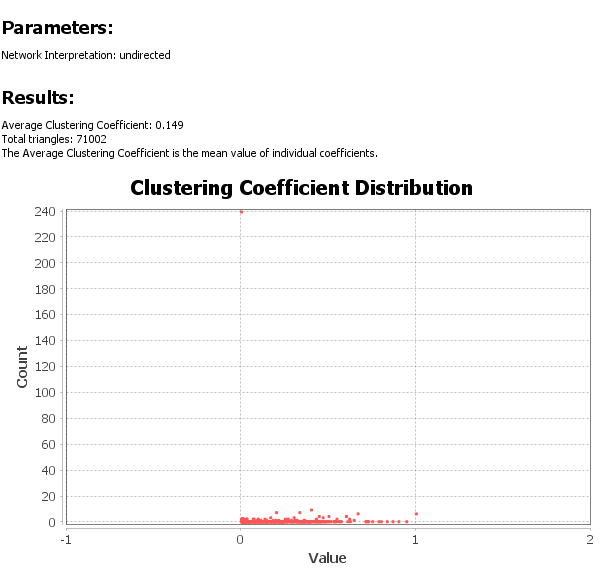 Parameters:
Network Interpretation: undirected
Results:
Average Clustering Coefficient: 0.149
Total triangles: 71002
The Average Clustering Coefficient is the mean value of individual coefficients.
Clustering Coefficient Distribution
240
220
200
180
160
140
120
100
80
60
40
20
0
Count
-1 0 1 2
Value